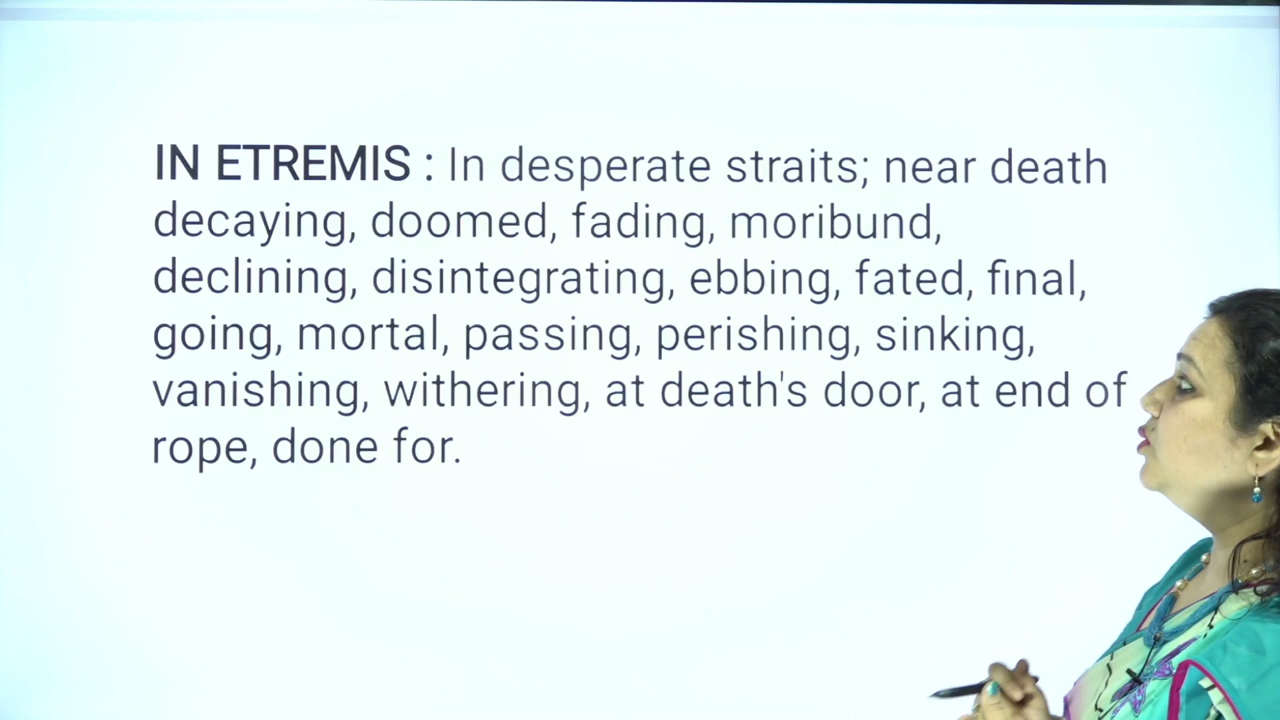 IN ETREMIS : In desperate straits; near death
decaying, doomed, fading, moribund,
declining, disintegrating, ebbing, fated, final,
going, mortal, passing, perishing, sinking,
vanishing, withering, at death's door, at end of
rope, done for.